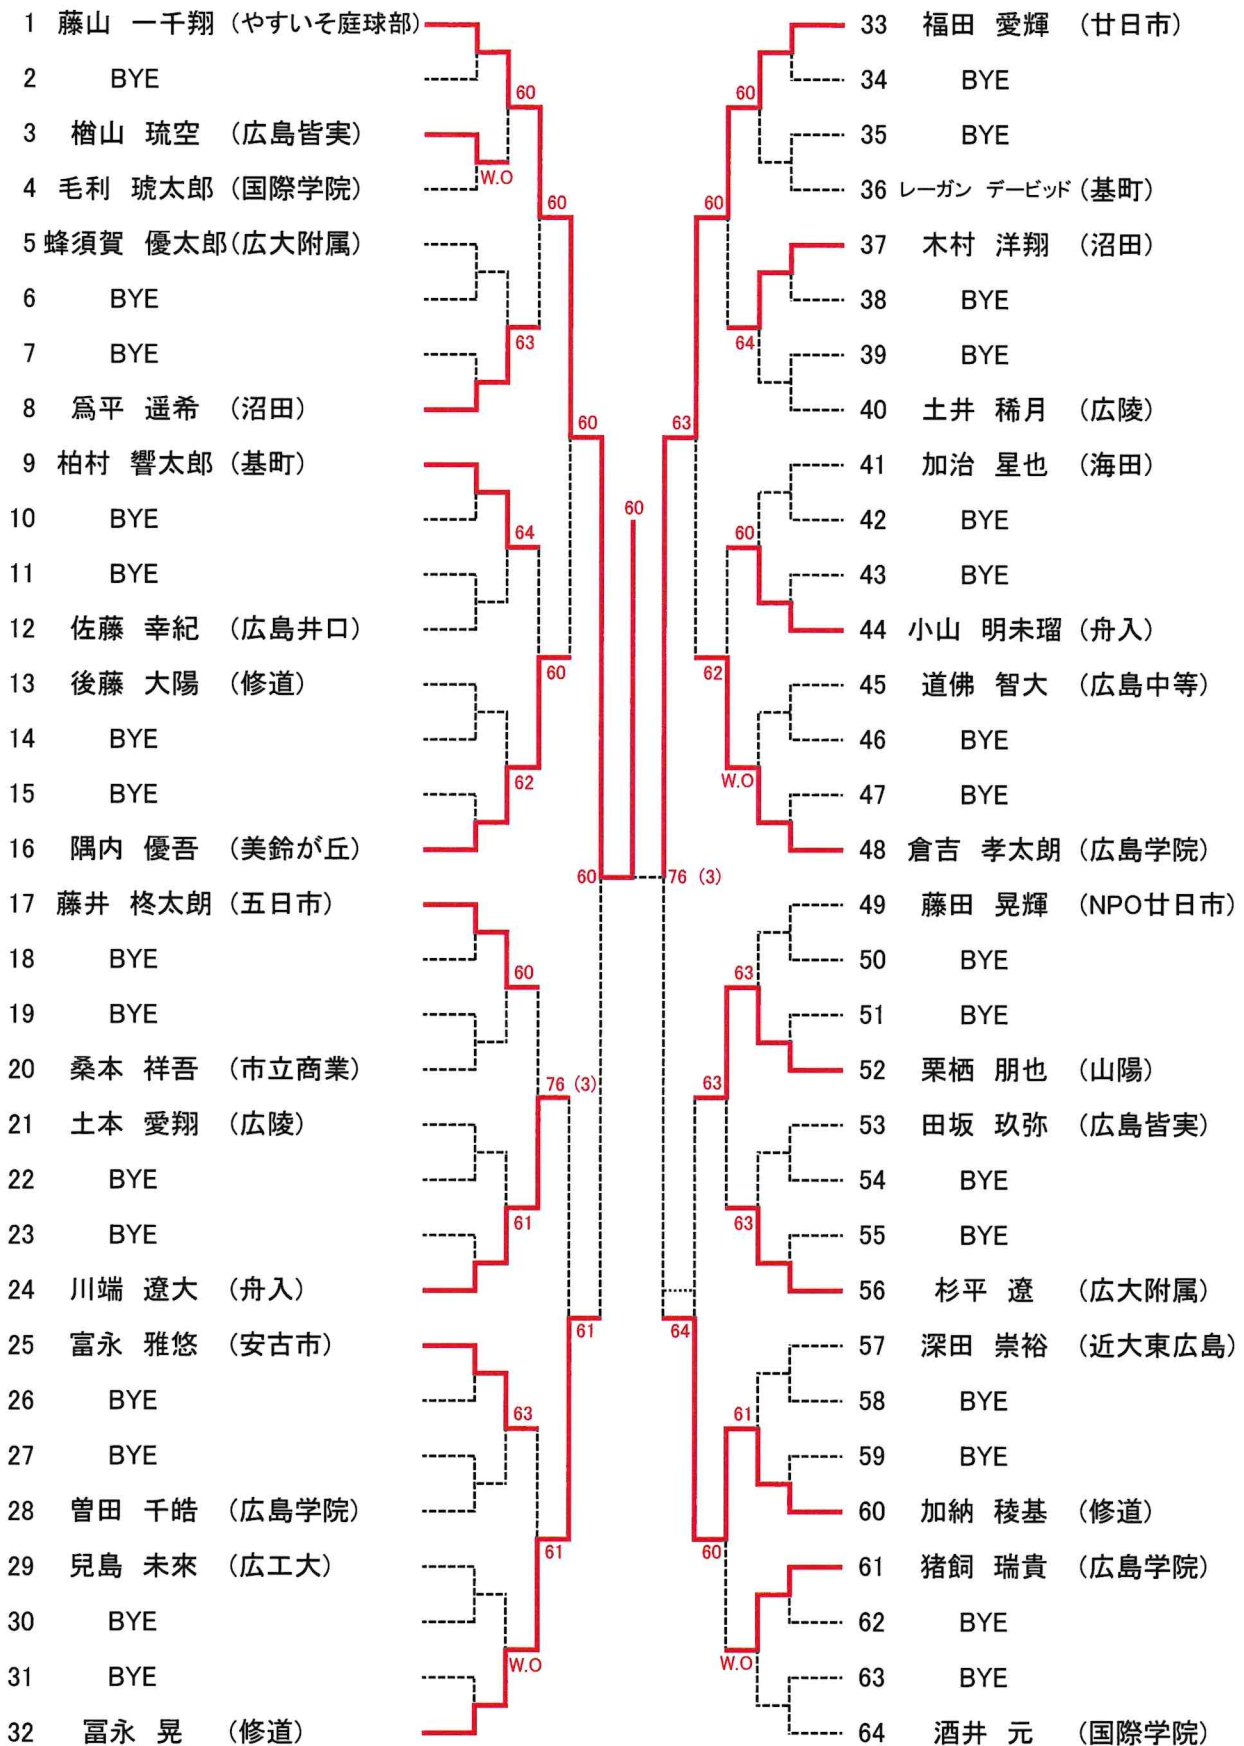 1 藤山 一千翔 (やすいそ庭球部)
2 BYE
60
3 楢山 琉空 (広島皆実)
W.O
4 毛利 琥太郎 (国際学院)
60
5 蜂須賀 優太郎 (広大附属)
6 BYE
63
7 BYE
8 爲平 遥希 (沼田)
60
9 柏村 響太郎 (基町)
10 BYE
64
11 BYE
12 佐藤 幸紀 (広島井口)
60
13 後藤 大陽 (修道)
14 BYE
62
15 BYE
16 隅内 優吾 (美鈴が丘)
60
17 藤井 柊太朗 (五日市)
18 BYE
60
19 BYE
20 桑本 祥吾 (市立商業)
76 (3)
21 土本 愛翔 (広陵)
22 BYE
61
23 BYE
24 川端 遼大 (舟入)
61
25 富永 雅悠 (安古市)
26 BYE
63
27 BYE
28 曽田 千皓 (広島学院)
61
29 兒島 未來 (広工大)
30 BYE
W.O
31 BYE
32 冨永 晃 (修道)
60
33 福田 愛輝 (廿日市)
34 BYE
60
35 BYE
36 レーガン デービッド (基町)
60
37 木村 洋翔 (沼田)
38 BYE
64
39 BYE
40 土井 稀月 (広陵)
63
41 加治 星也 (海田)
42 BYE
60
43 BYE
44 小山 明未瑠 (舟入)
62
45 道佛 智大 (広島中等)
46 BYE
W.O
47 BYE
48 倉吉 孝太朗 (広島学院)
76 (3)
49 藤田 晃輝 (NPO廿日市)
50 BYE
63
51 BYE
52 栗栖 朋也 (山陽)
63
53 田坂 玖弥 (広島皆実)
54 BYE
63
55 BYE
56 杉平 遼 (広大附属)
64
57 深田 崇裕 (近大東広島)
58 BYE
61
59 BYE
60 加納 稜基 (修道)
60
61 猪飼 瑞貴 (広島学院)
62 BYE
W.O
63 BYE
64 酒井 元 (国際学院)